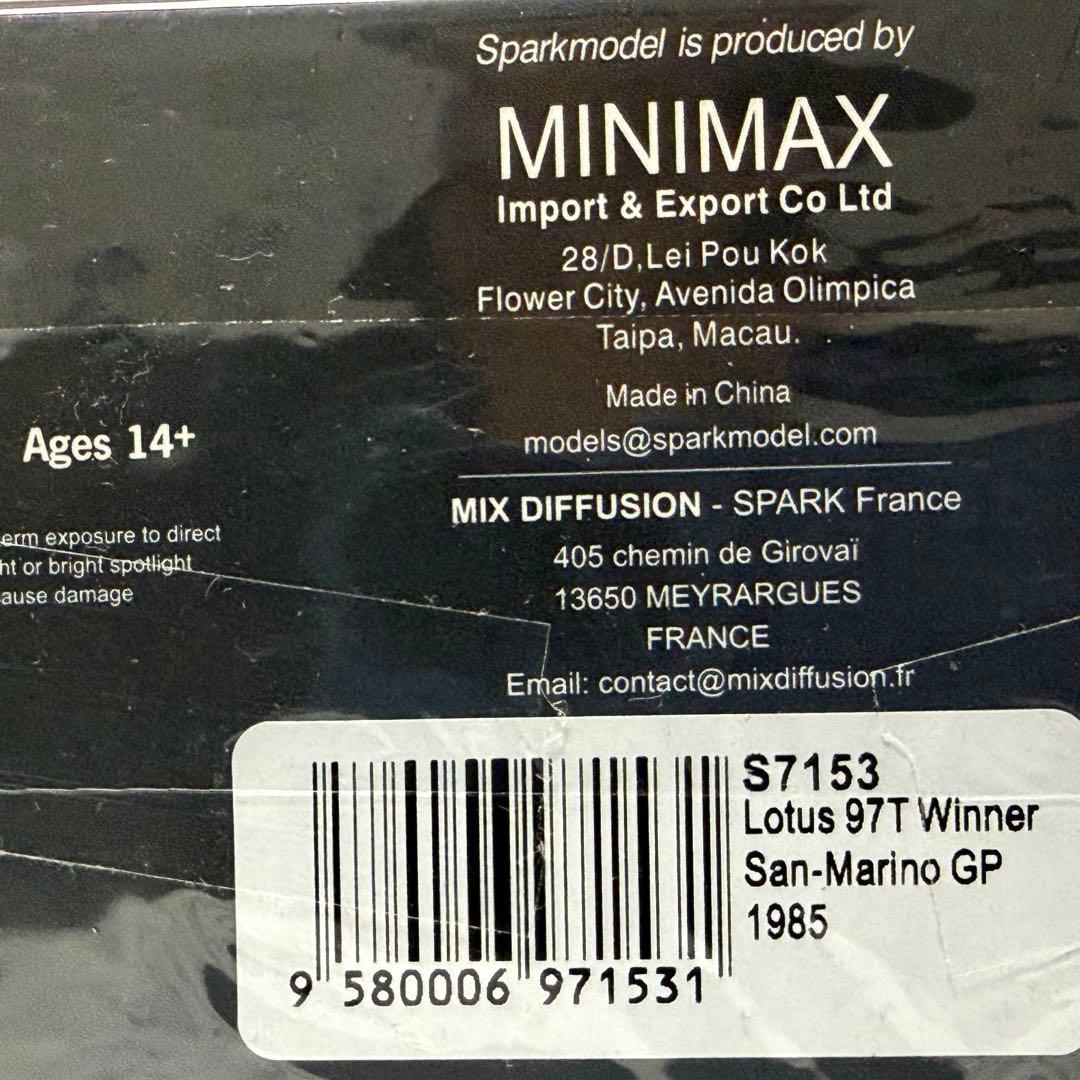 Sparkmodel is produced by
MINIMAX
Import & Export Co Ltd
28/D,Lei Pou Kok
Flower City, Avenida Olimpica
Taipa, Macau.
Made in China
models@sparkmodel.com
MIX DIFFUSION - SPARK France
405 chemin de Girovaï
13650 MEYRARGUES
FRANCE
Email: contact@mixdiffusion.fr
Ages 14+
exposure to direct
or bright spotlight
damage
S7153
Lotus 97T Winner
San-Marino GP
1985
9 580006 971531